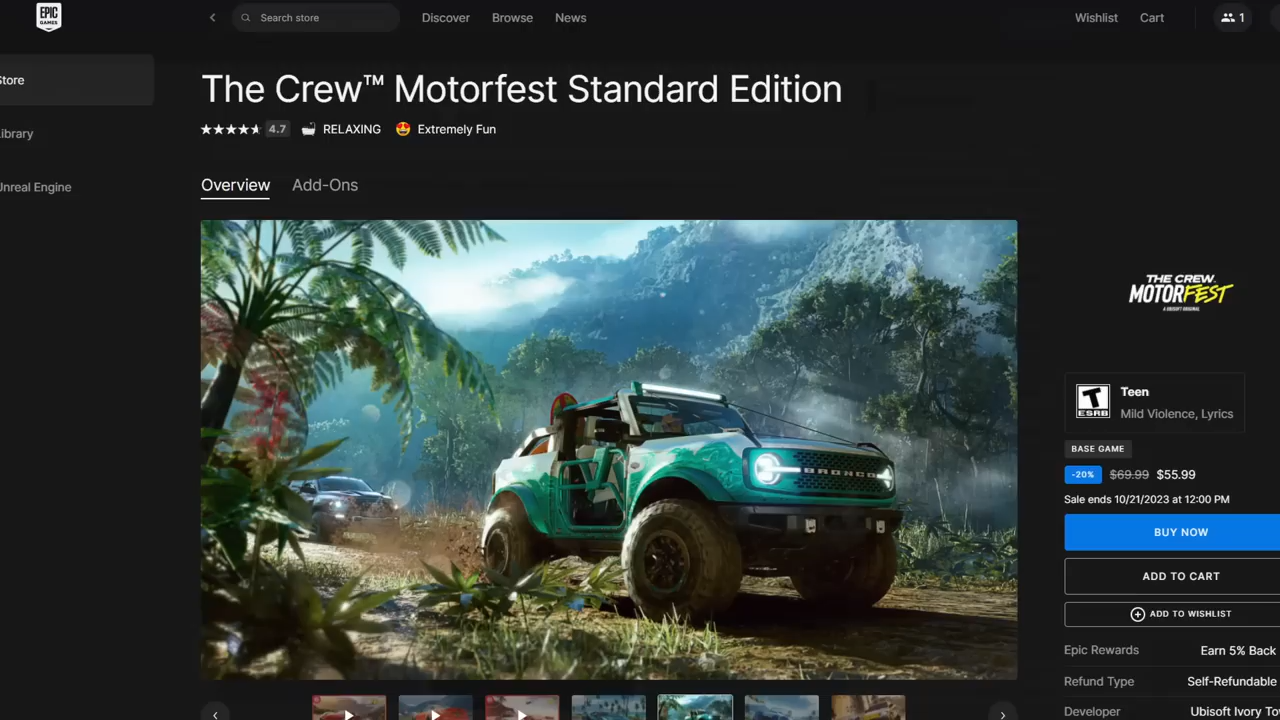 EPIC
GAMES
Search store
Discover
Browse
News
Wishlist
Cart
1
Store
Library
Unreal Engine
The Crew™ Motorfest Standard Edition
4.7
RELAXING
Extremely Fun
Overview
Add-Ons
BRONCO
THE CREW
MOTORFEST
A UBISOFT ORIGINAL
T
ESRB
Teen
Mild Violence, Lyrics
BASE GAME
-20% $69.99 $55.99
Sale ends 10/21/2023 at 12:00 PM
BUY NOW
ADD TO CART
ADD TO WISHLIST
Epic Rewards Earn 5% Back
Refund Type Self-Refundable
Developer Ubisoft Ivory To